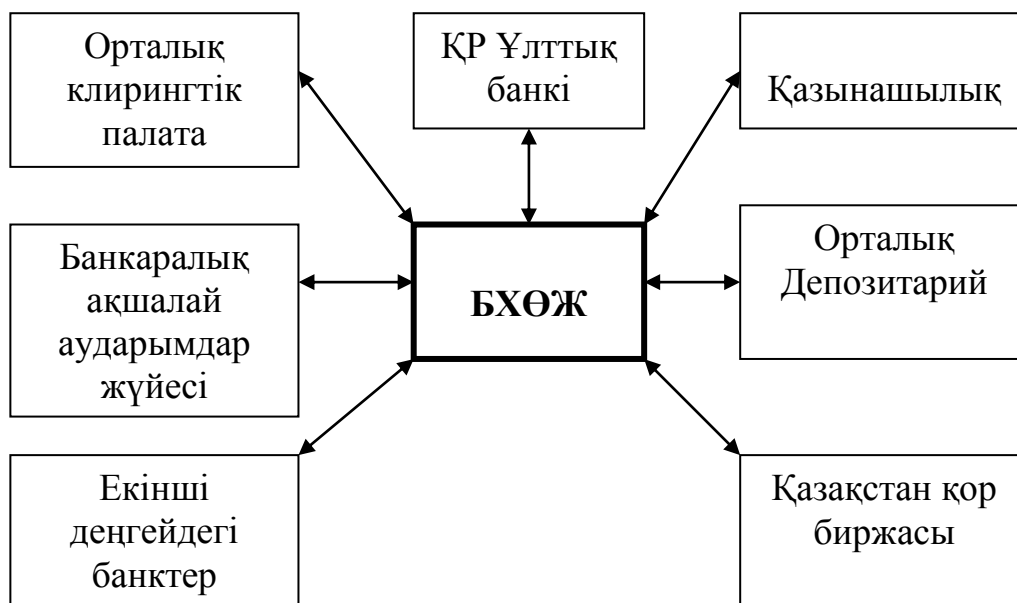 Орталық
клирингтік
палата
ҚР Ұлттық
банкі
Қазынашылық
Банкаралық
ақшалай
аударымдар
жүйесі
БХӨЖ
Орталық
Депозитарий
Екінші
деңгейдегі
банктер
Қазақстан қор
биржасы